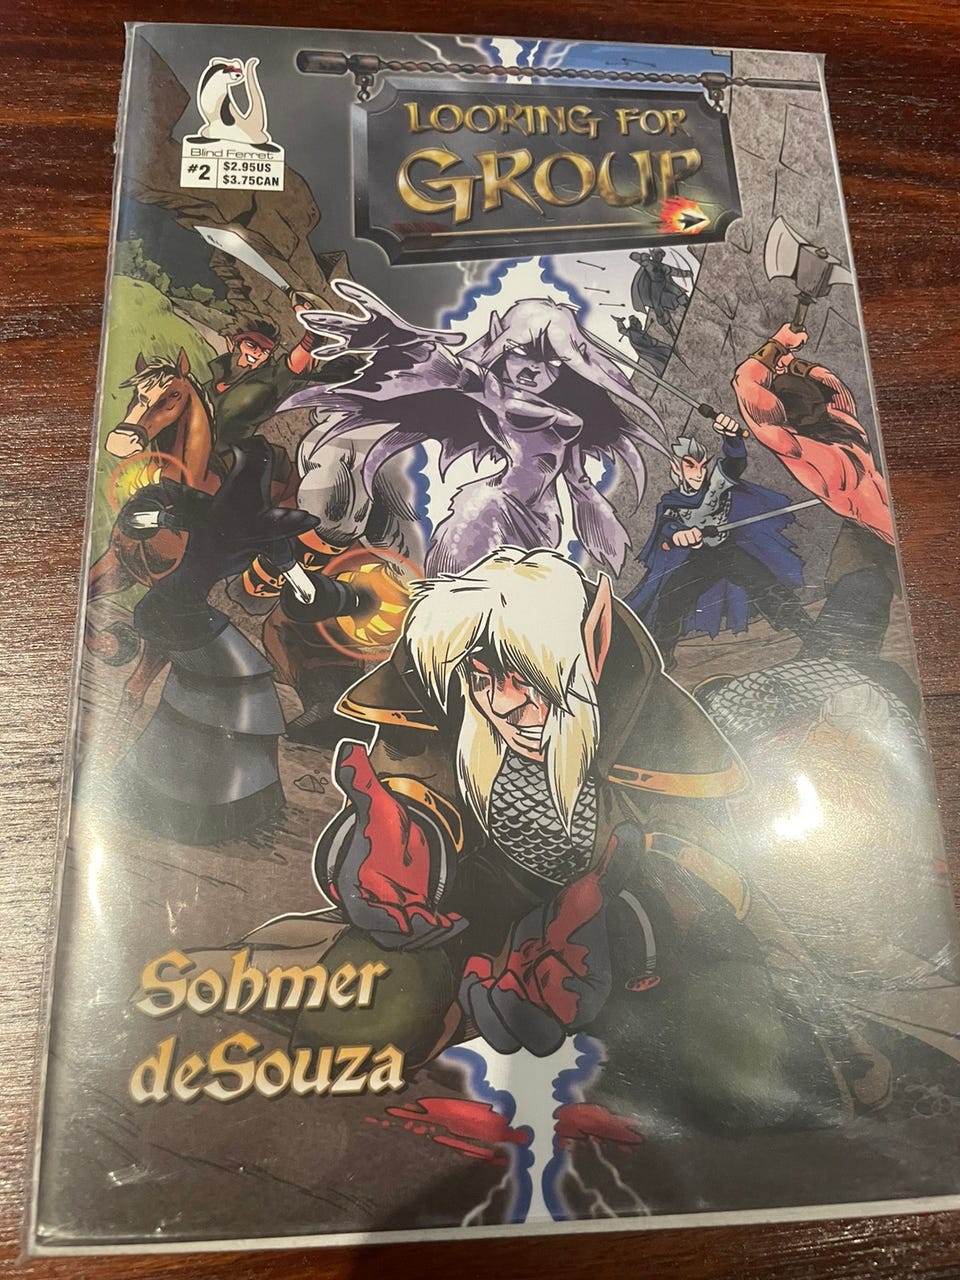 Blind Ferret
#2
$2.95US
$3.75CAN
LOOKING FOR
GROUP
Sohmer
deSouza